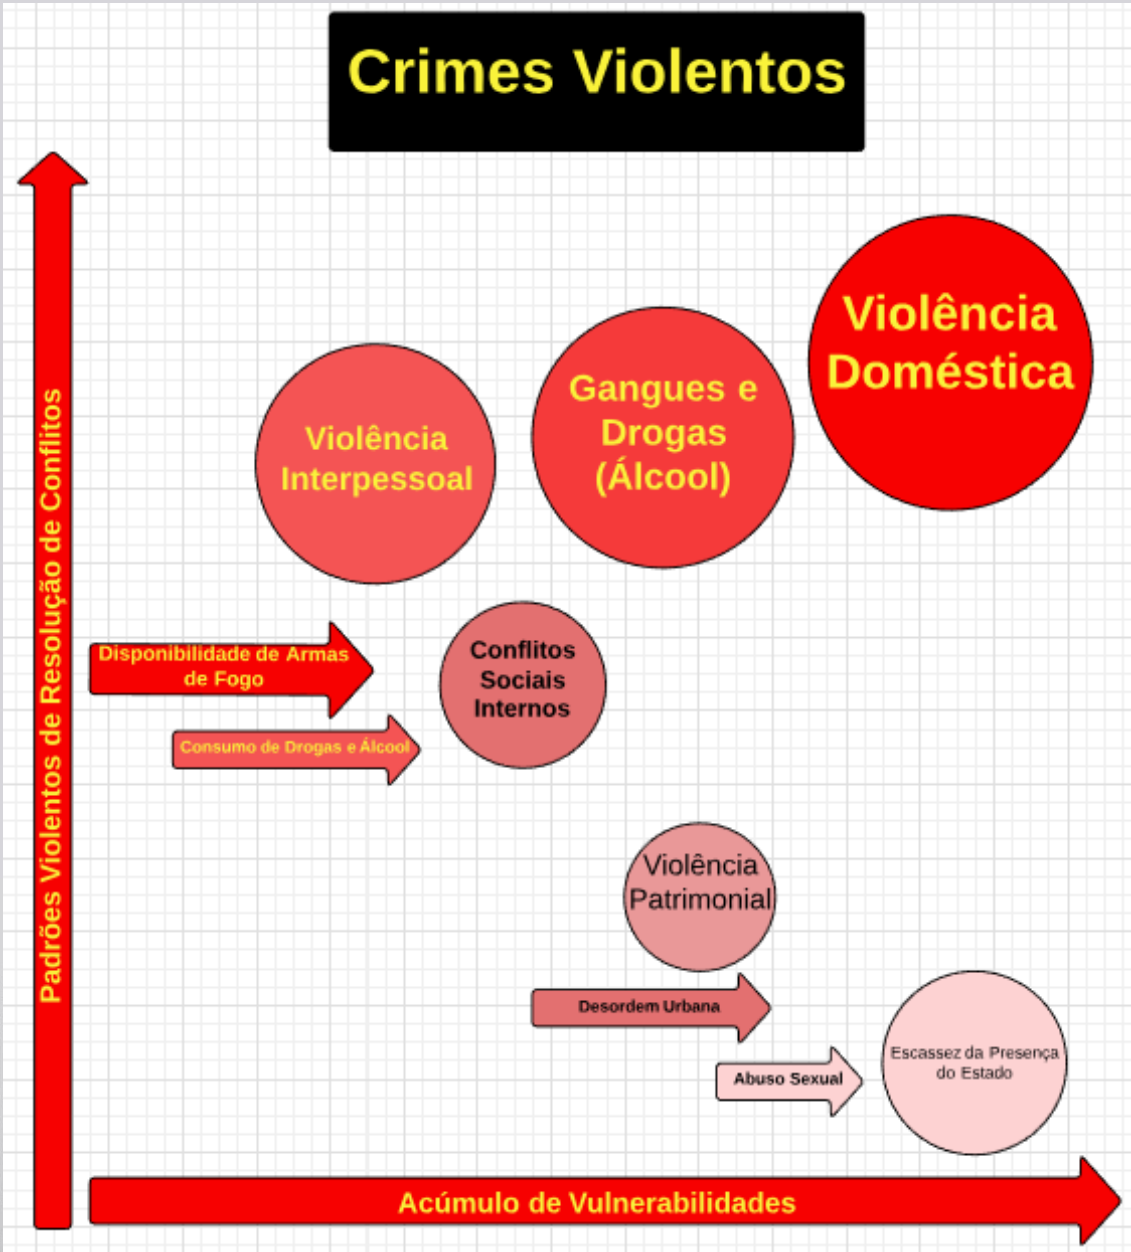 Crimes Violentos
Padrões Violentos de Resolução de Conflitos
Violência
Doméstica
Gangues e
Drogas
(Álcool)
Violência
Interpessoal
Disponibilidade de Armas
de Fogo
Consumo de Drogas e Álcool
Conflitos
Sociais
Internos
Violência
Patrimonial
Desordem Urbana
Abuso Sexual
Escassez da Presença
do Estado
Acúmulo de Vulnerabilidades